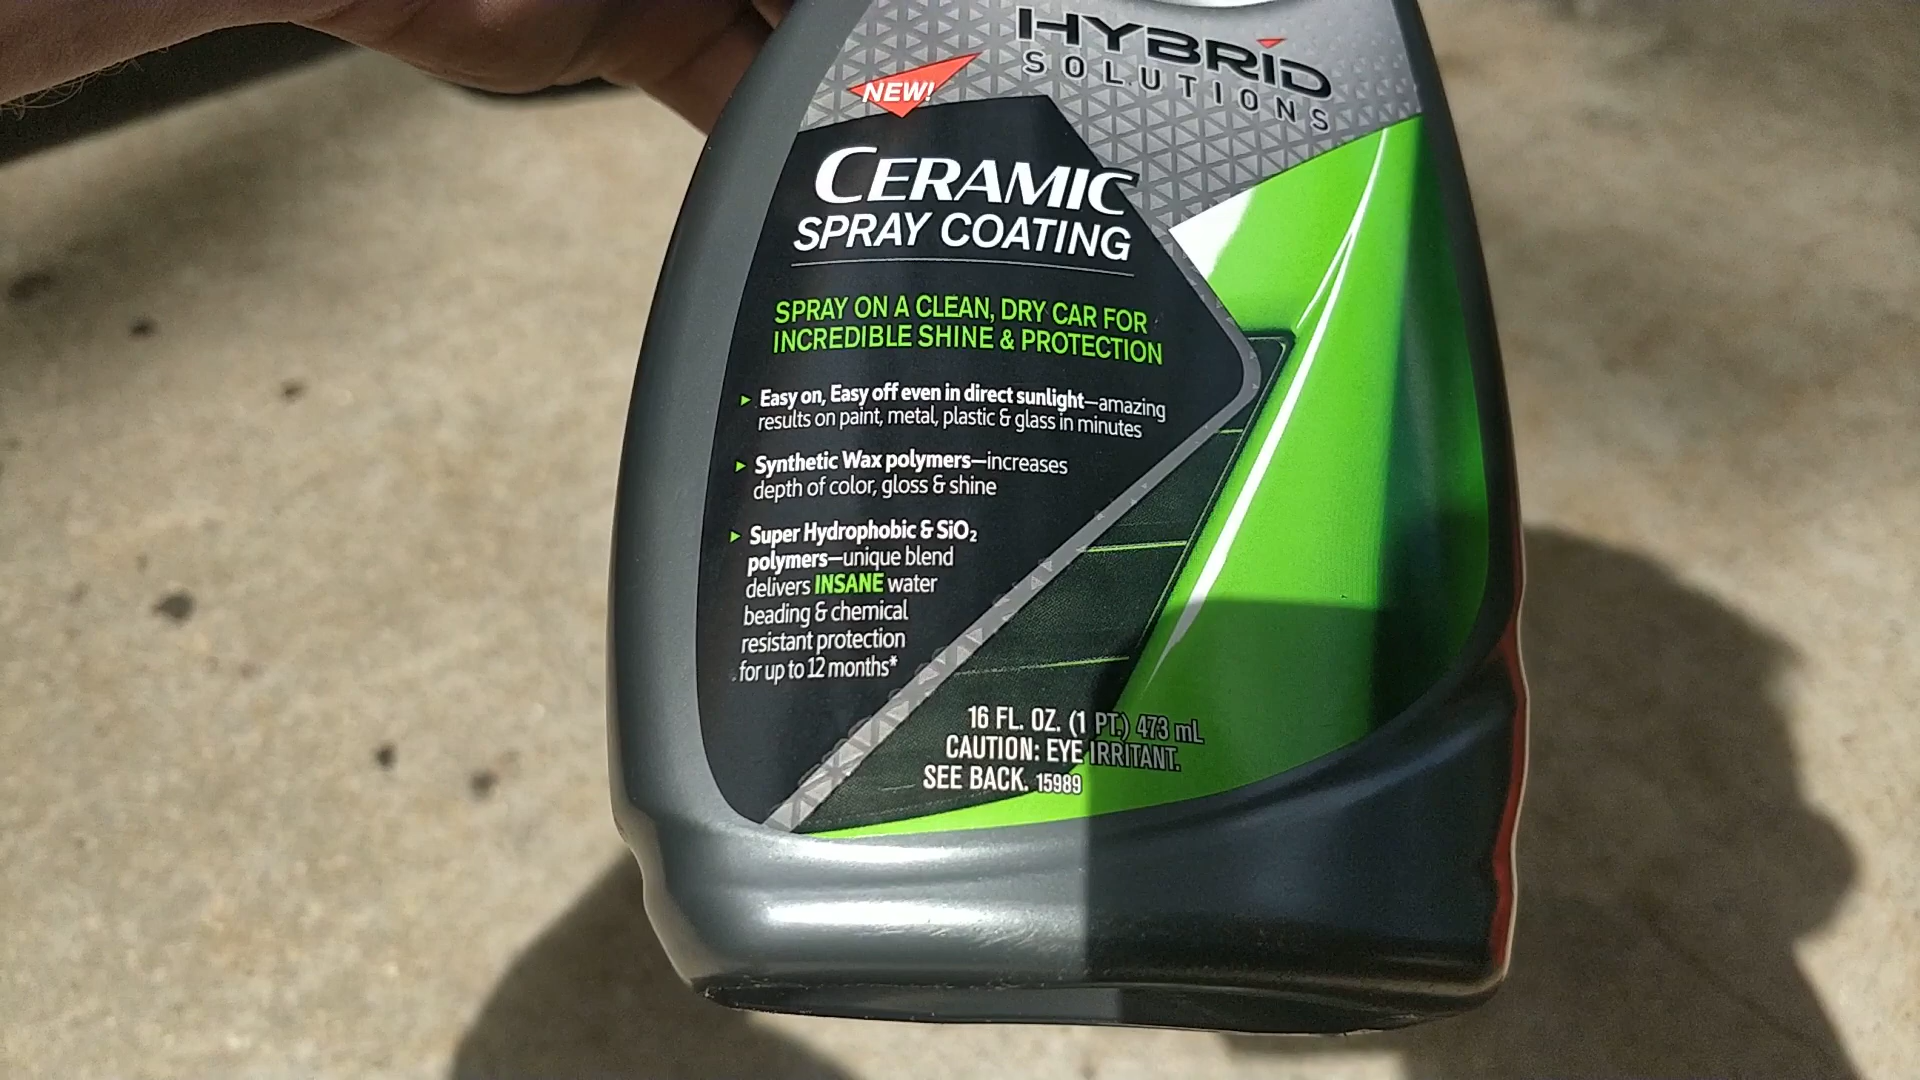 HYBRID
SOLUTIONS
NEW!
CERAMIC
SPRAY COATING
SPRAY ON A CLEAN, DRY CAR FOR
INCREDIBLE SHINE & PROTECTION
Easy on, Easy off even in direct sunlight—amazing
results on paint, metal, plastic & glass in minutes
Synthetic Wax polymers—increases
depth of color, gloss & shine
Super Hydrophobic & SiO₂
polymers—unique blend
delivers INSANE water
beading & chemical
resistant protection
for up to 12 months*
16 FL. OZ. (1 PT.) 473 mL
CAUTION: EYE IRRITANT.
SEE BACK. 15989